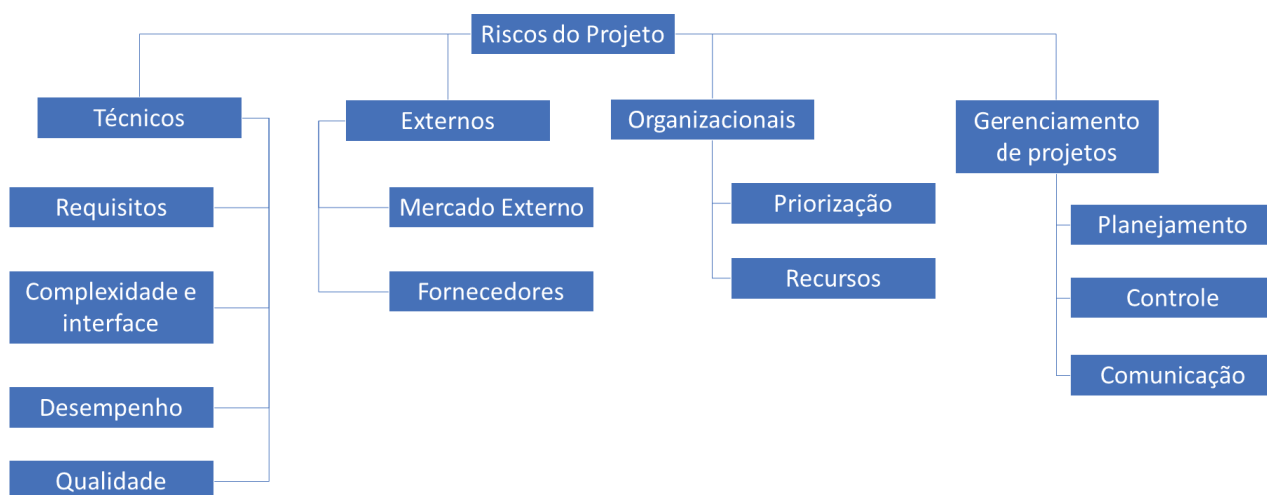 Riscos do Projeto
Técnicos
Requisitos
Complexidade e
interface
Desempenho
Qualidade
Externos
Mercado Externo
Fornecedores
Organizacionais
Priorização
Recursos
Gerenciamento
de projetos
Planejamento
Controle
Comunicação